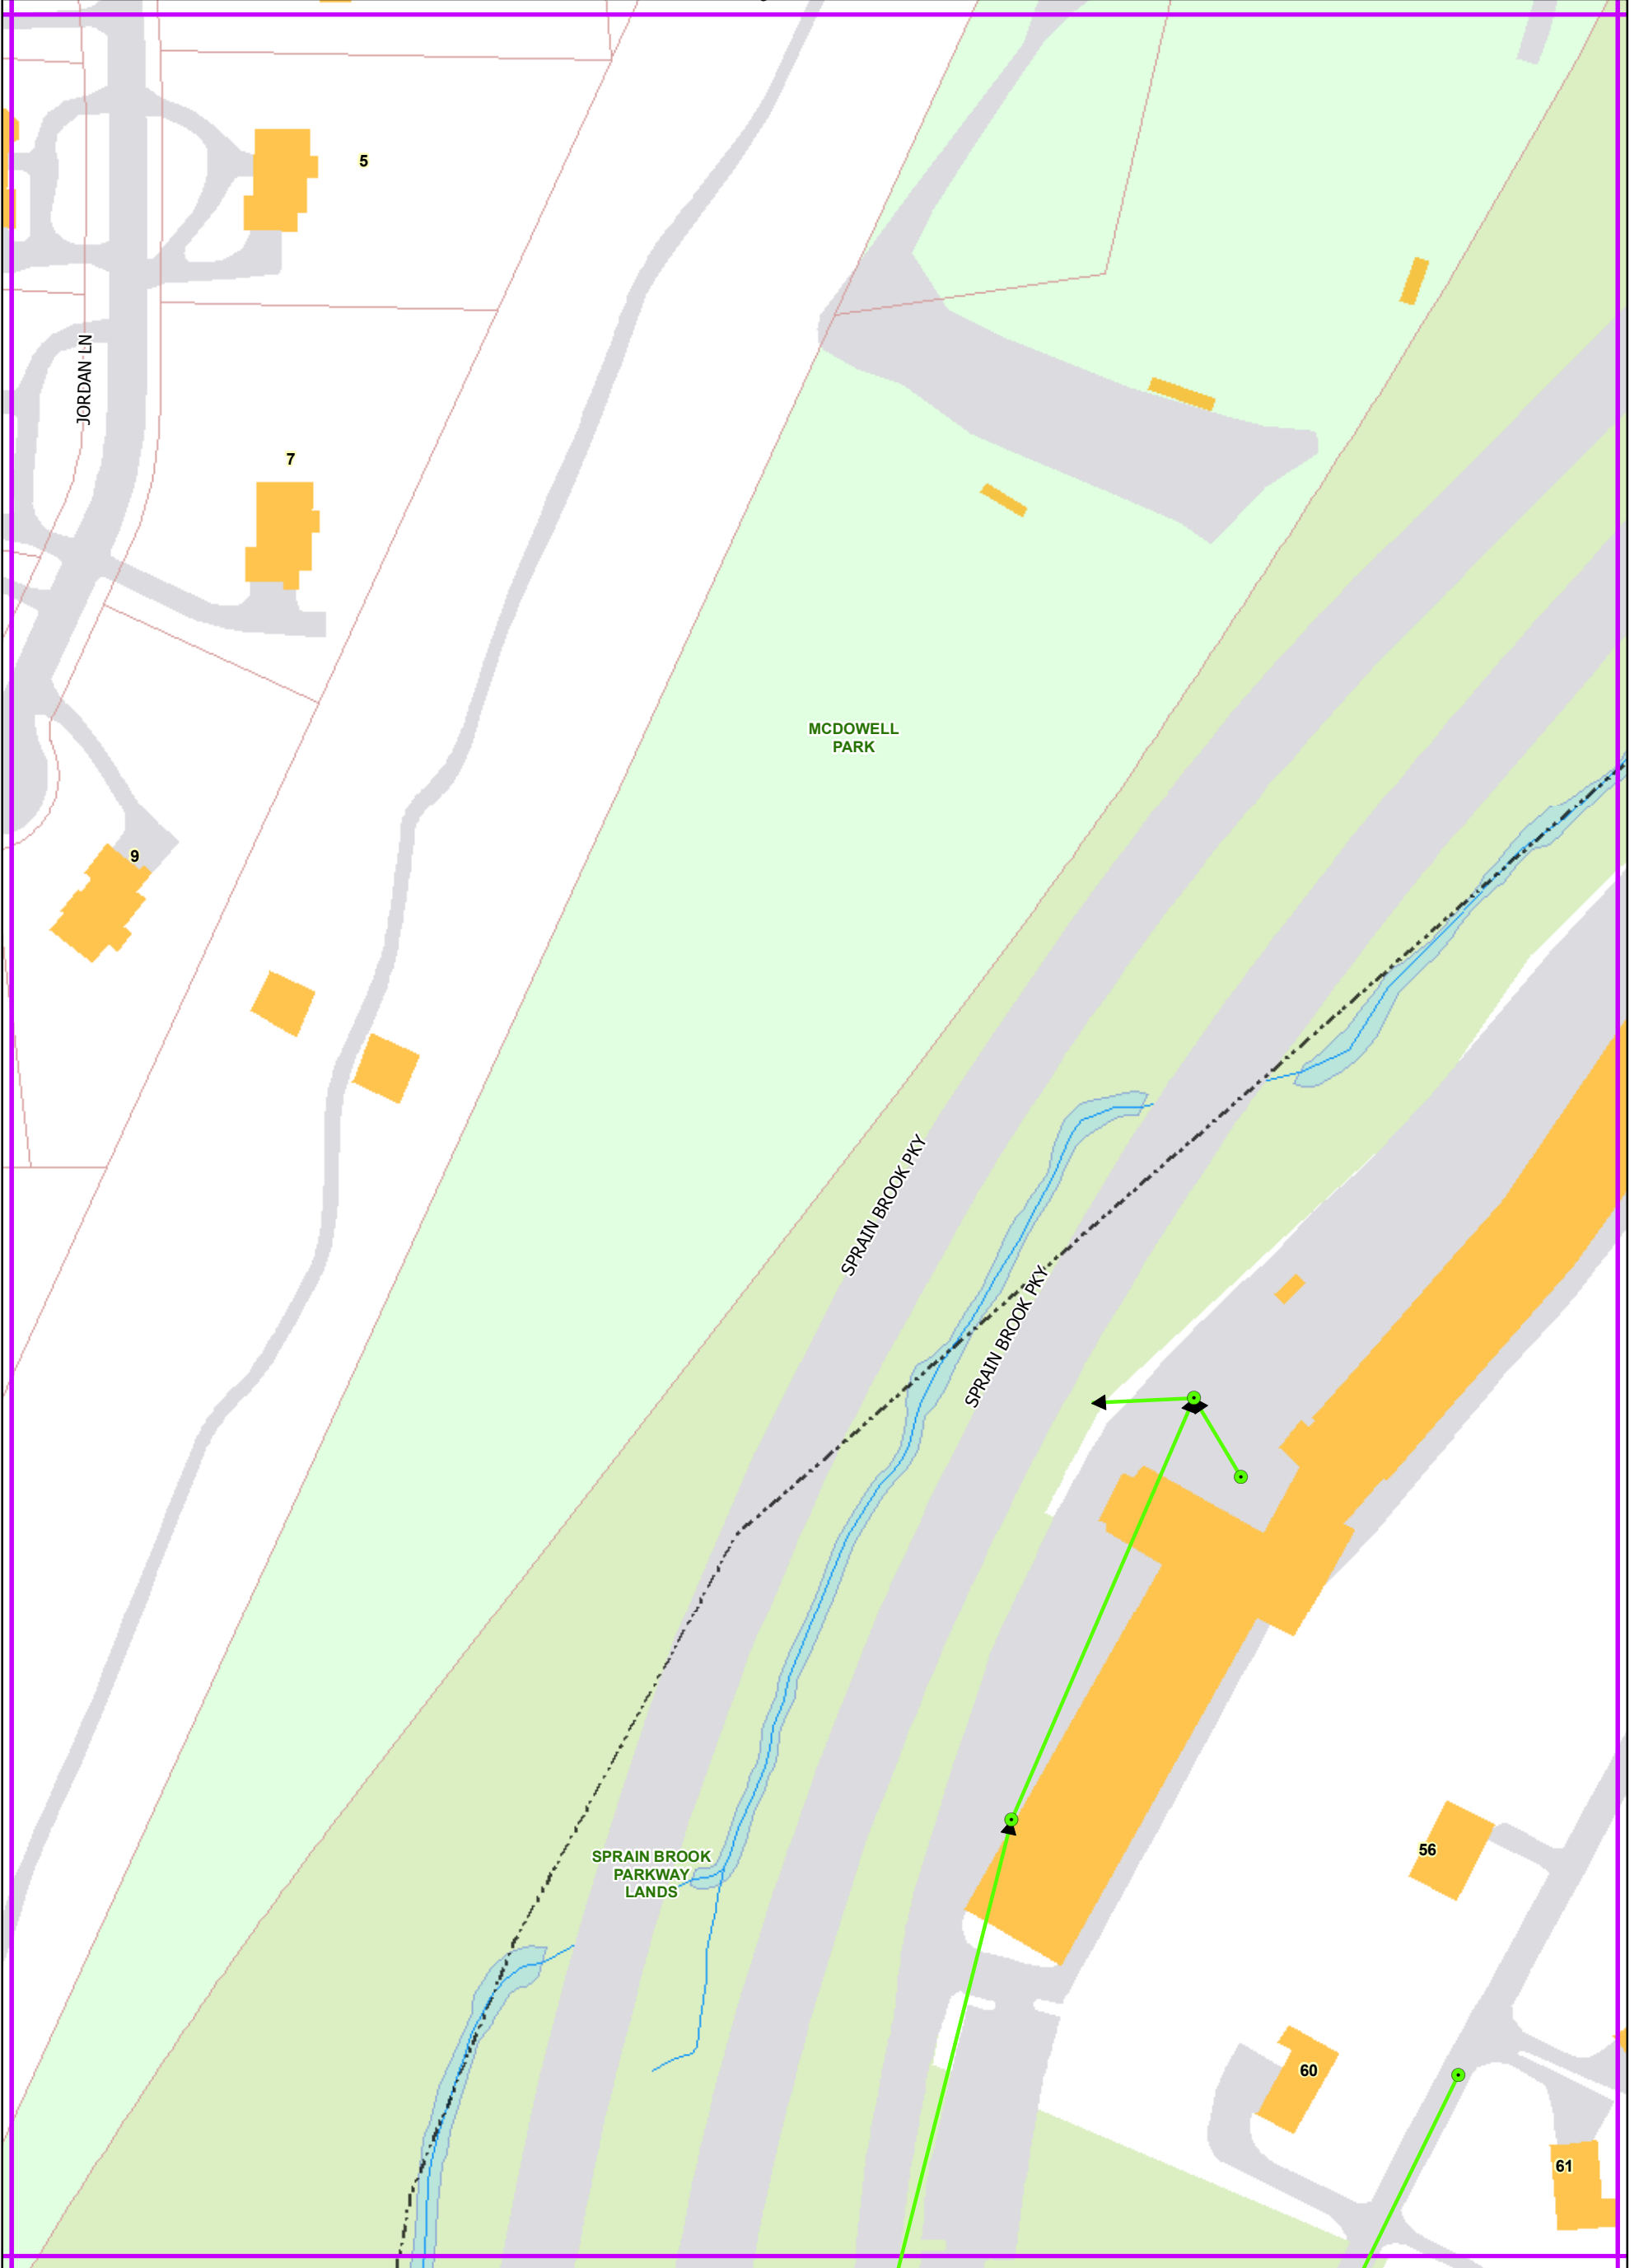 5
JORDAN LN
7
MCDOWELL
PARK
9
SPRAIN BROOK PKY
SPRAIN BROOK PKY
SPRAIN BROOK
PARKWAY
LANDS
56
60
61